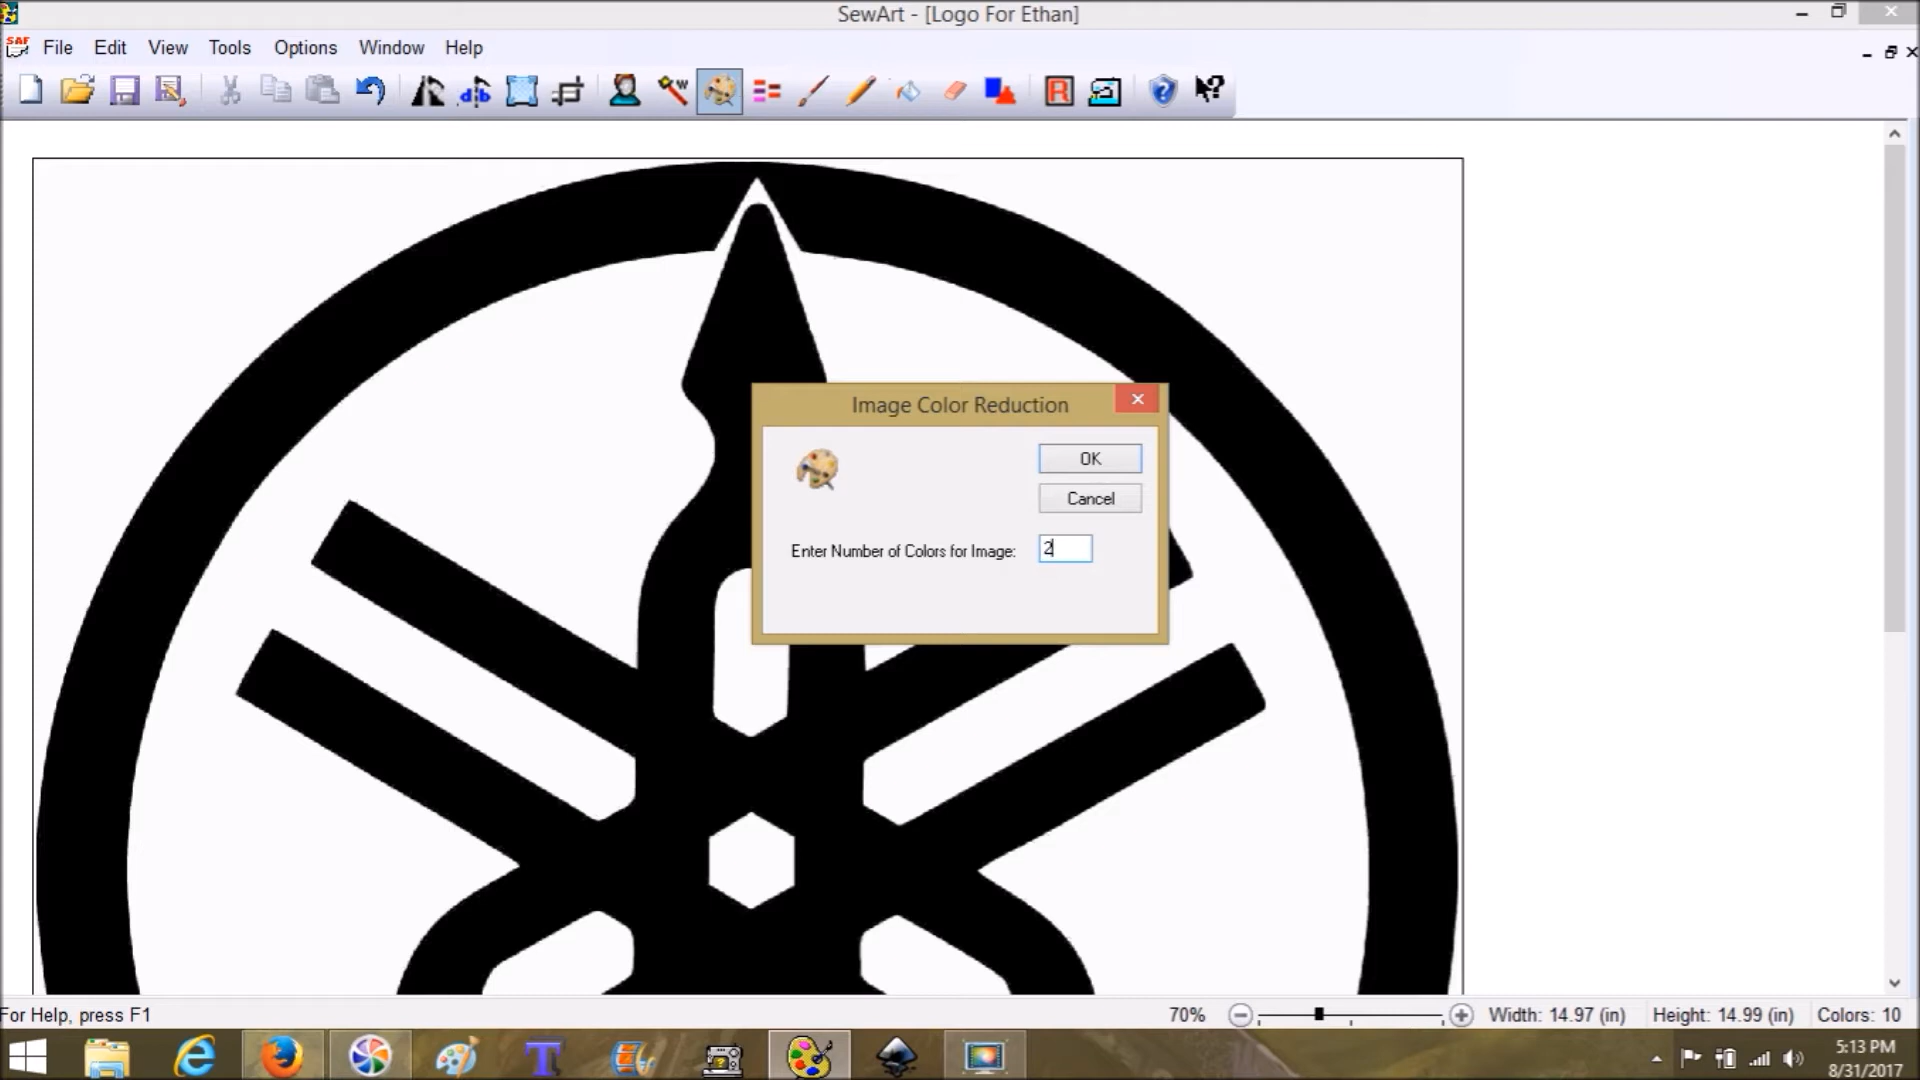 SewArt - [Logo For Ethan]
SAF File Edit View Tools Options Window Help
W R
Image Color Reduction
OK
Cancel
Enter Number of Colors for Image: 2
For Help, press F1
70% Width: 14.97 (in) Height: 14.99 (in) Colors: 10
T
5:13 PM
8/31/2017